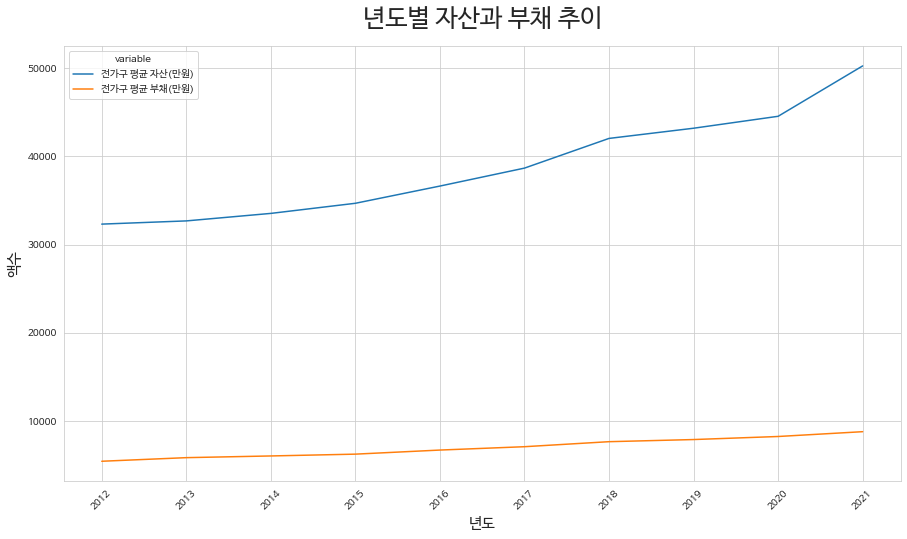 년도별 자산과 부채 추이
variable
전가구 평균 자산(만원)
전가구 평균 부채(만원)
50000
40000
30000
20000
10000
액수
2012
2013
2014
2015
2016
2017
2018
2019
2020
2021
년도